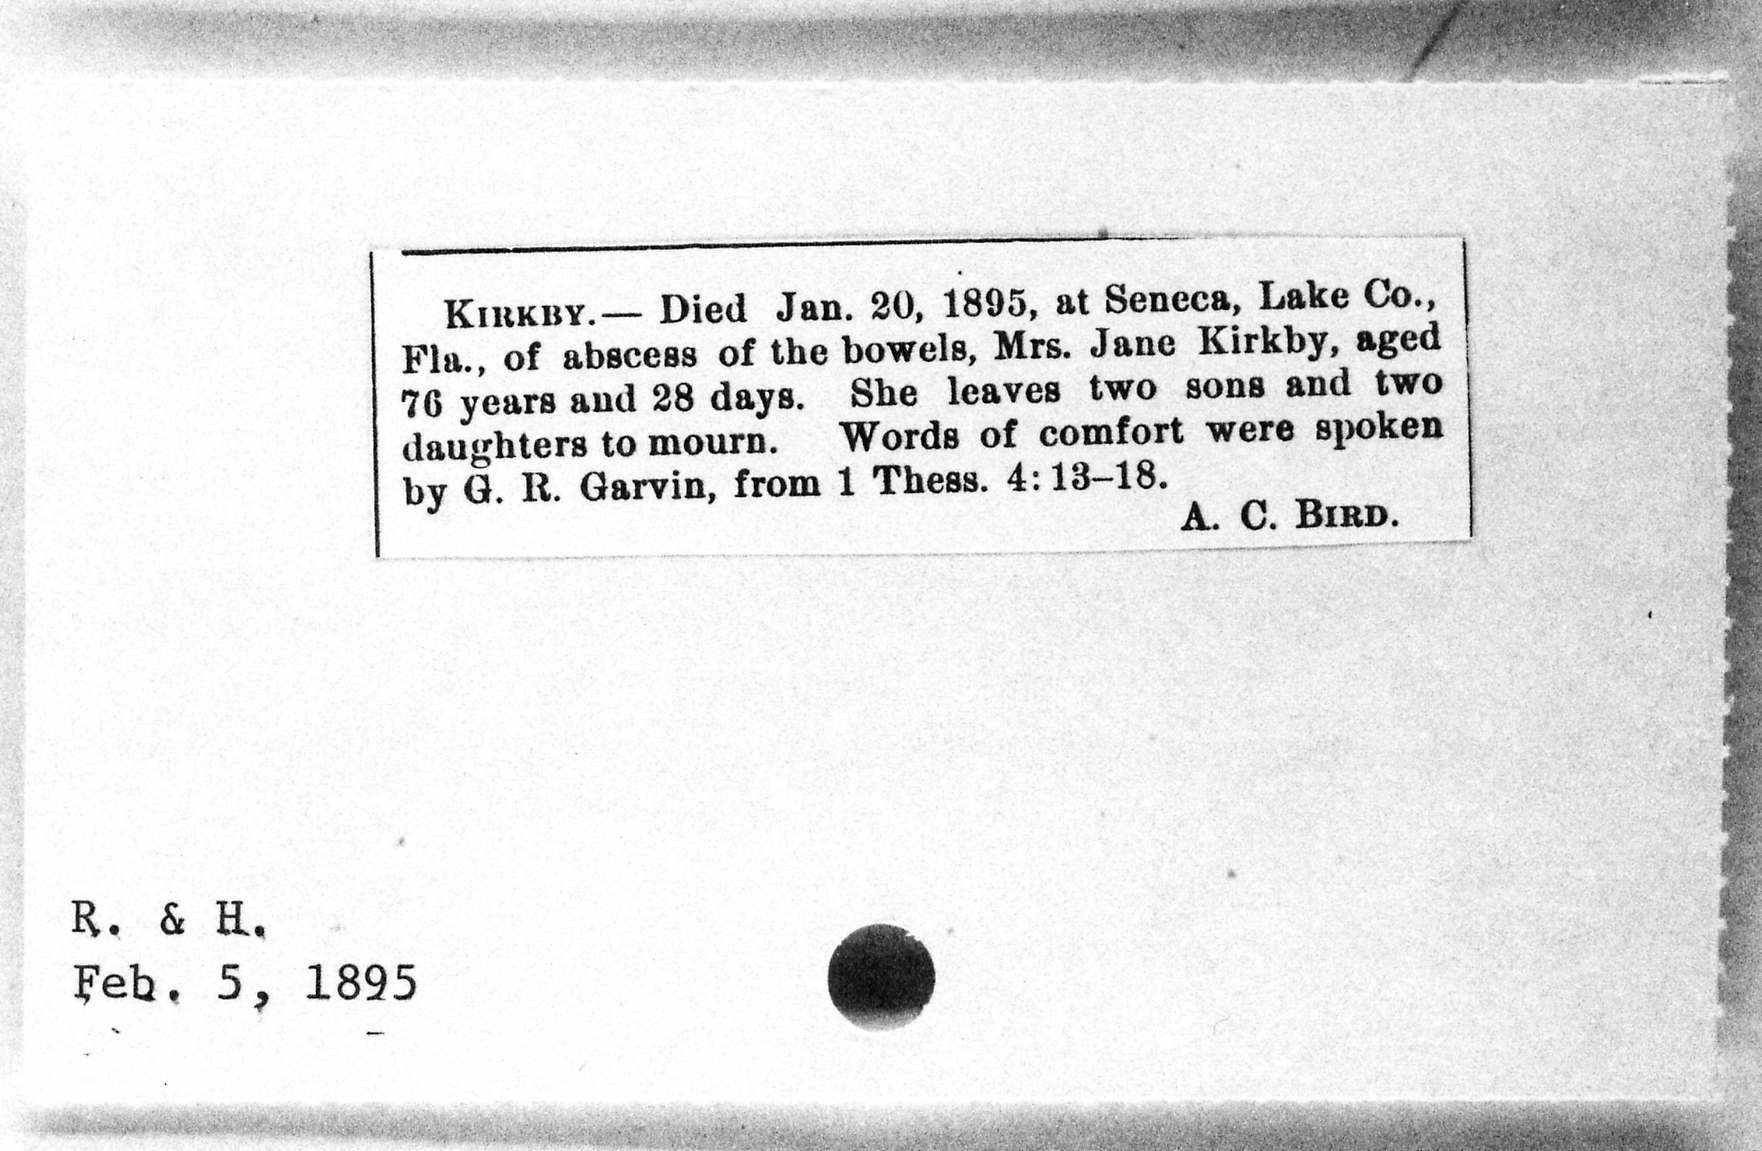 KIRKBY.— Died Jan. 20, 1895, at Seneca, Lake Co.,
Fla., of abscess of the bowels, Mrs. Jane Kirkby, aged
76 years and 28 days. She leaves two sons and two
daughters to mourn. Words of comfort were spoken
by G. R. Garvin, from 1 Thess. 4: 13–18.
A. C. BIRD.
R. & H.
Feb. 5, 1895